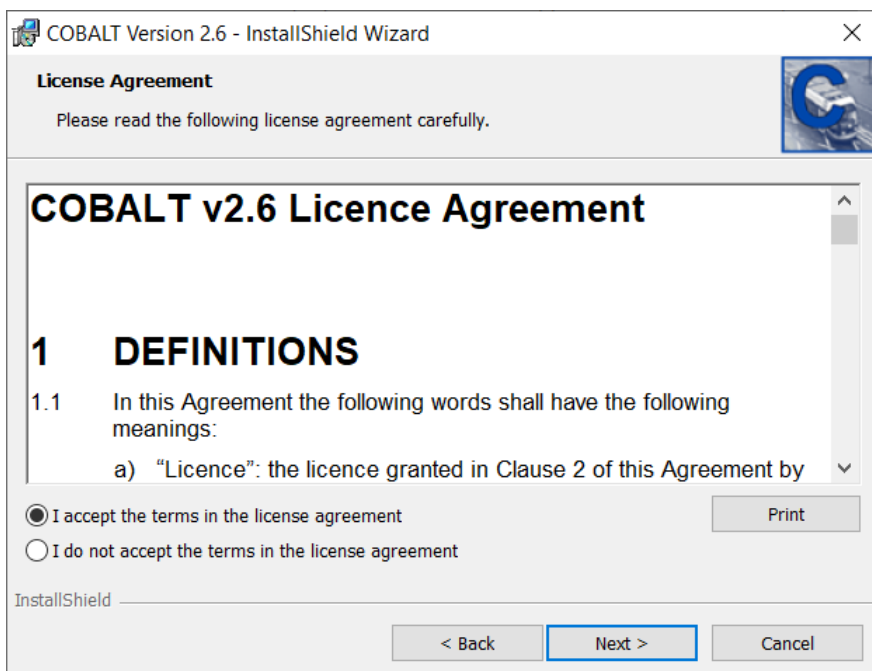 COBALT Version 2.6 - InstallShield Wizard
License Agreement
Please read the following license agreement carefully.
C
COBALT v2.6 Licence Agreement
1 DEFINITIONS
1.1 In this Agreement the following words shall have the following
meanings:
a) “Licence”: the licence granted in Clause 2 of this Agreement by
I accept the terms in the license agreement
Print
I do not accept the terms in the license agreement
InstallShield
< Back Next > Cancel